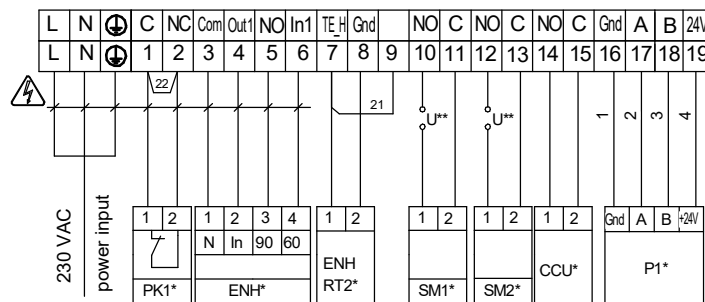 L N C NC Com Out1 NO In1 TE_H Gnd NO C NO C NO C Gnd A B 24V
L N 1 2 3 4 5 6 7 8 9 10 11 12 13 14 15 16 17 18 19
22
21
U** U**
1 2 3 4
230 VAC
power input
1 2 1 2 3 4 1 2 1 2 1 2 1 2 Gnd A B +24V
N In 90 60
ENH
RT2*
CCU* P1*
PK1* ENH* SM1* SM2*